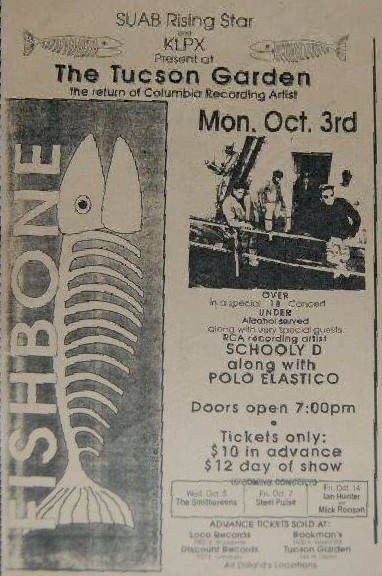 SUAB Rising Star
and
KLPX
Present at
The Tucson Garden
the return of Columbia Recording Artist
FISHBONE
Mon. Oct. 3rd
OVER
in a special 18 Concert
UNDER
Alcohol served
along with very special guests
RCA recording artist
SCHOOLY D
along with
POLO ELASTICO
Doors open 7:00pm
•
Tickets only:
$10 in advance
$12 day of show
UPCOMING CONCERTS
Wed. Oct. 5
The Smithereens
Fri. Oct. 7
Steel Pulse
Fri. Oct. 14
Ian Hunter
Mick Ronson
ADVANCE TICKETS SOLD AT:
Loco Records
Bookman's
Discount Records
Tucson Garden
All Dillard's Locations